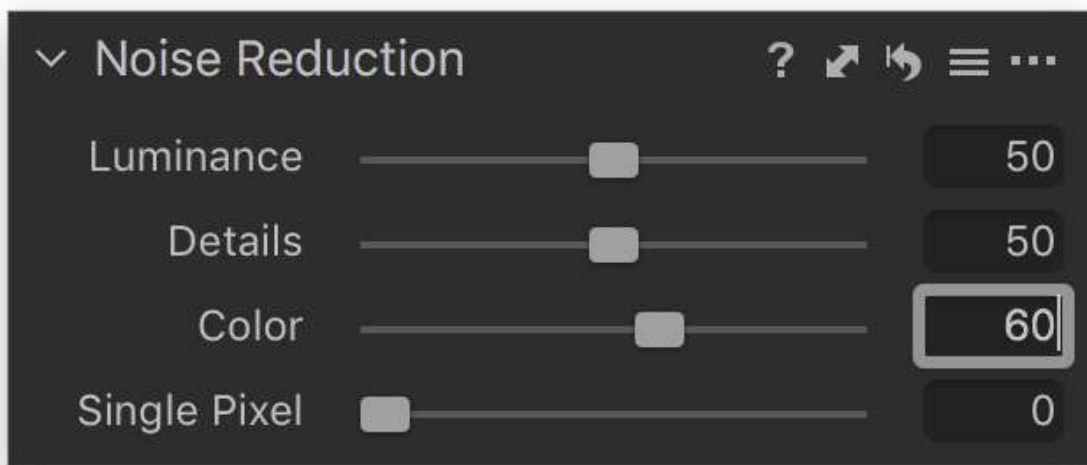 Noise Reduction ? ...
Luminance 50
Details 50
Color 60
Single Pixel 0